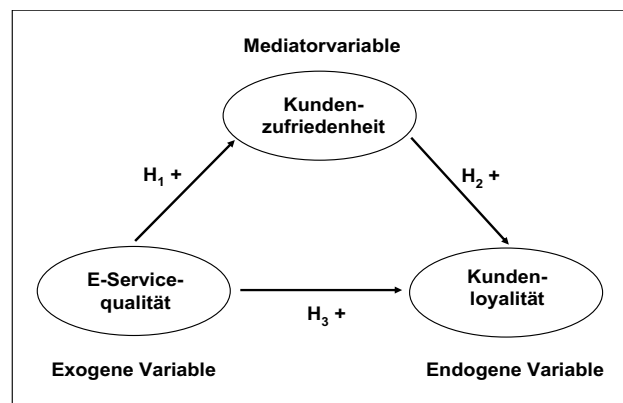 Mediatorvariable
Kunden-
zufriedenheit
H₁ +
H₂ +
E-Service-
qualität
Kunden-
loyalität
H₃ +
Exogene Variable
Endogene Variable